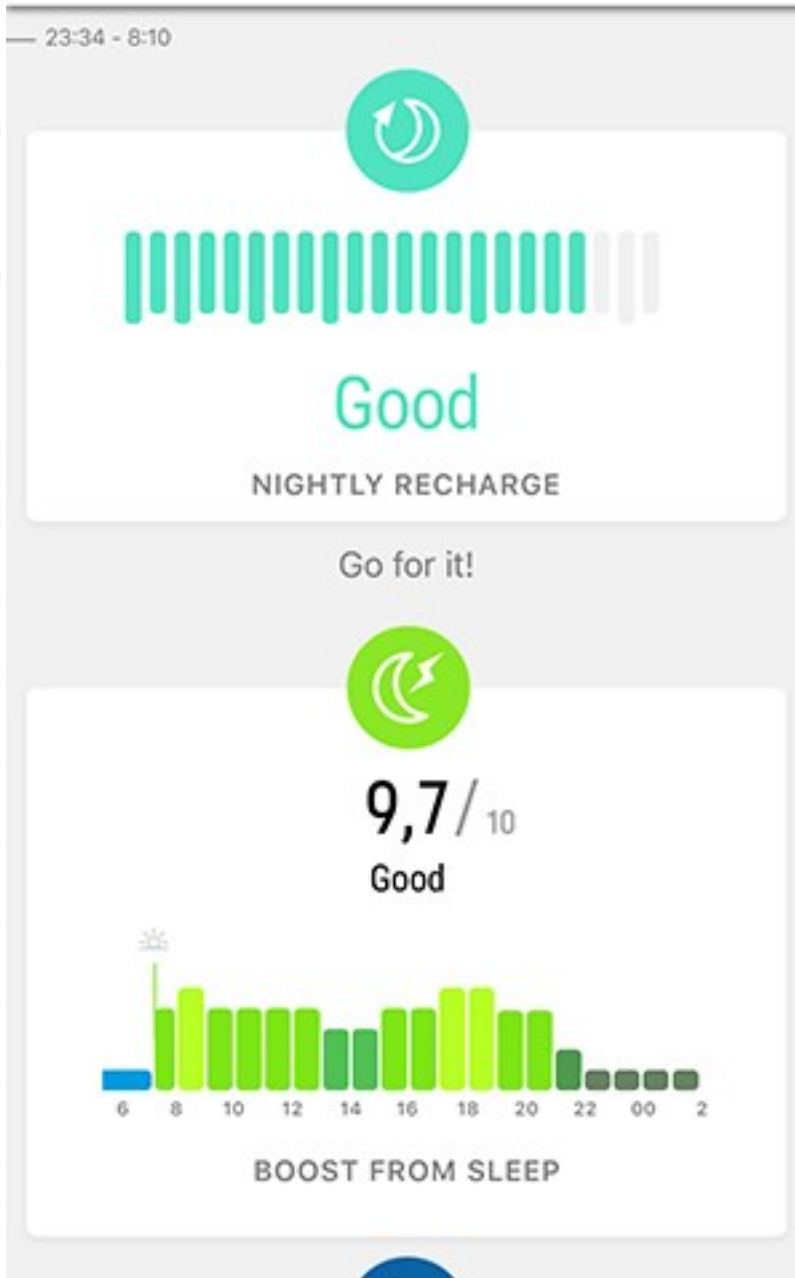 23:34 - 8:10
Good
NIGHTLY RECHARGE
Go for it!
9,7/ 10
Good
6 8 10 12 14 16 18 20 22 00 2
BOOST FROM SLEEP